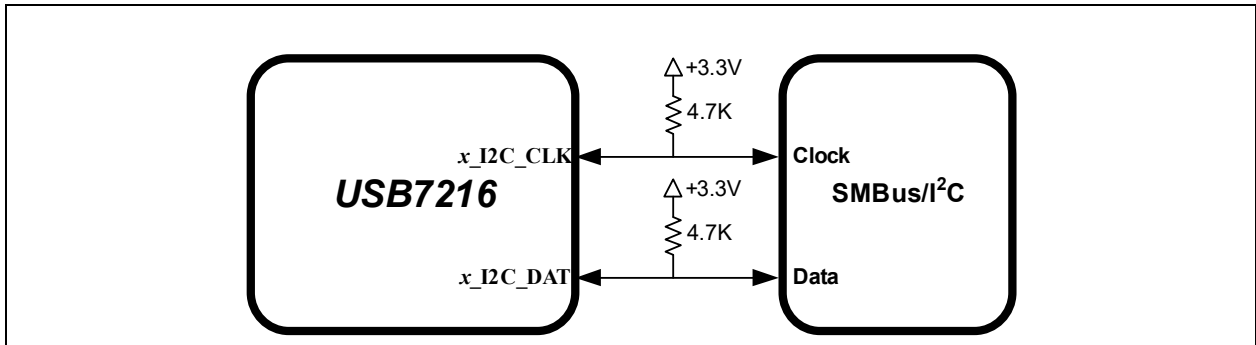 +3.3V
4.7K
x_I2C_CLK
Clock
USB7216
SMBus/I²C
+3.3V
4.7K
x_I2C_DAT
Data